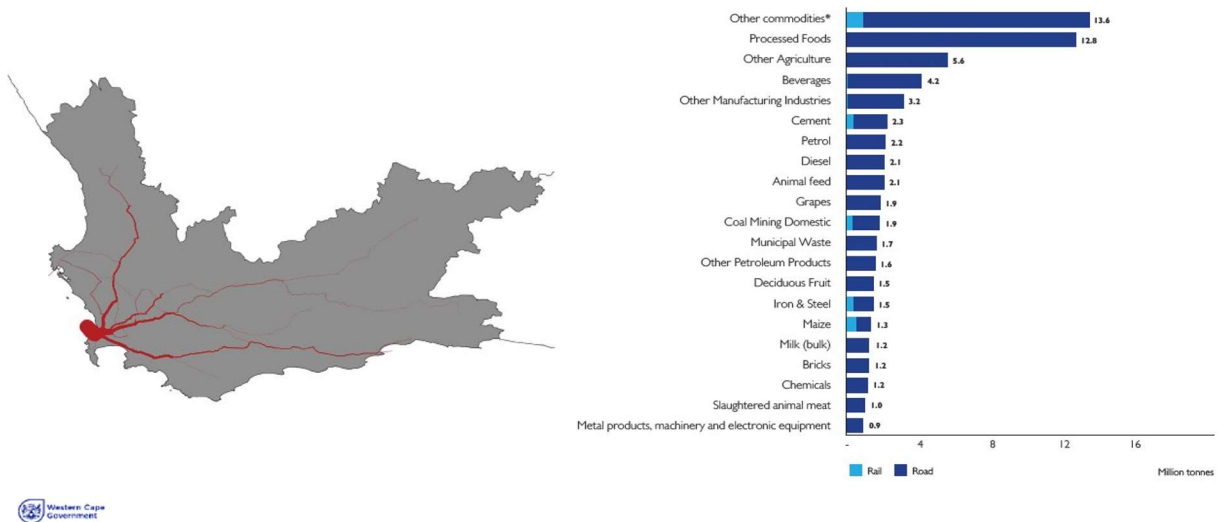 Other commodities* 13.6
Processed Foods 12.8
Other Agriculture 5.6
Beverages 4.2
Other Manufacturing Industries 3.2
Cement 2.3
Petrol 2.2
Diesel 2.1
Animal feed 2.1
Grapes 1.9
Coal Mining Domestic 1.9
Municipal Waste 1.7
Other Petroleum Products 1.6
Deciduous Fruit 1.5
Iron & Steel 1.5
Maize 1.3
Milk (bulk) 1.2
Bricks 1.2
Chemicals 1.2
Slaughtered animal meat 1.0
Metal products, machinery and electronic equipment 0.9
- 4 8 12 16
Rail Road Million tonnes
Western Cape
Government